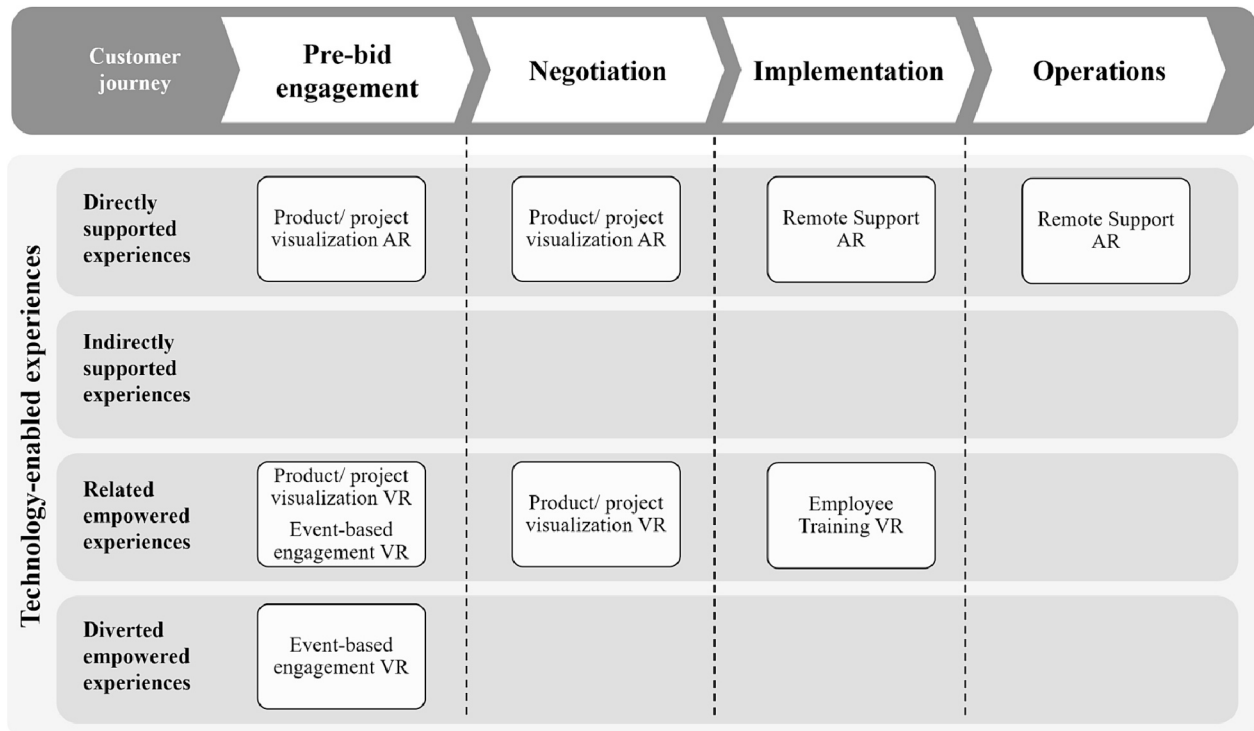 Customer
journey
Pre-bid
engagement
Negotiation
Implementation
Operations
Technology-enabled experiences
Directly
supported
experiences
Product/ project
visualization AR
Product/ project
visualization AR
Remote Support
AR
Remote Support
AR
Indirectly
supported
experiences
Related
empowered
experiences
Product/ project
visualization VR
Event-based
engagement VR
Product/ project
visualization VR
Employee
Training VR
Diverted
empowered
experiences
Event-based
engagement VR